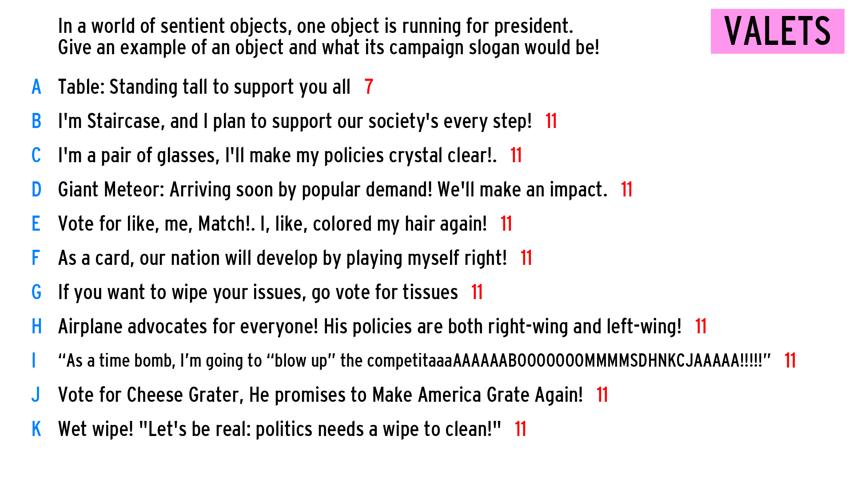 In a world of sentient objects, one object is running for president.
Give an example of an object and what its campaign slogan would be!
VALETS
A Table: Standing tall to support you all 7
B I'm Staircase, and I plan to support our society's every step! 11
C I'm a pair of glasses, I'll make my policies crystal clear!. 11
D Giant Meteor: Arriving soon by popular demand! We'll make an impact. 11
E Vote for like, me, Match!. I, like, colored my hair again! 11
F As a card, our nation will develop by playing myself right! 11
G If you want to wipe your issues, go vote for tissues 11
H Airplane advocates for everyone! His policies are both right-wing and left-wing! 11
I “As a time bomb, I’m going to “blow up” the competitaaaAAAAAABOOOOOOOMMMMSDHNKCJAAAAA!!!!!” 11
J Vote for Cheese Grater, He promises to Make America Grate Again! 11
K Wet wipe! "Let's be real: politics needs a wipe to clean!" 11